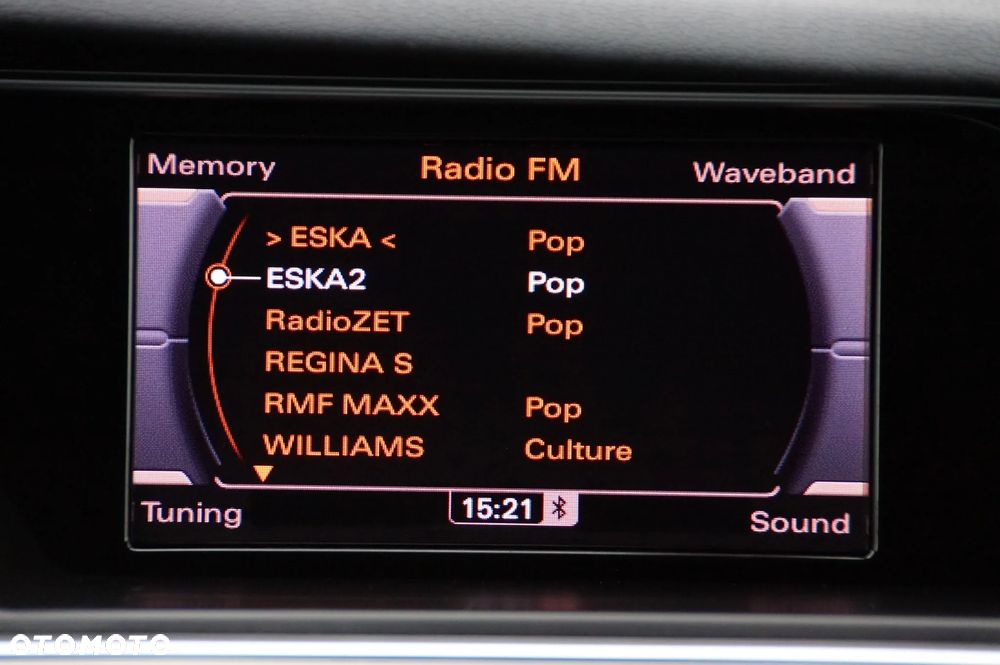 Memory Radio FM Waveband
> ESKA < Pop
ESKA2 Pop
RadioZET Pop
REGINA S
RMF MAXX Pop
WILLIAMS Culture
Tuning 15:21 Sound
OTOMOTO